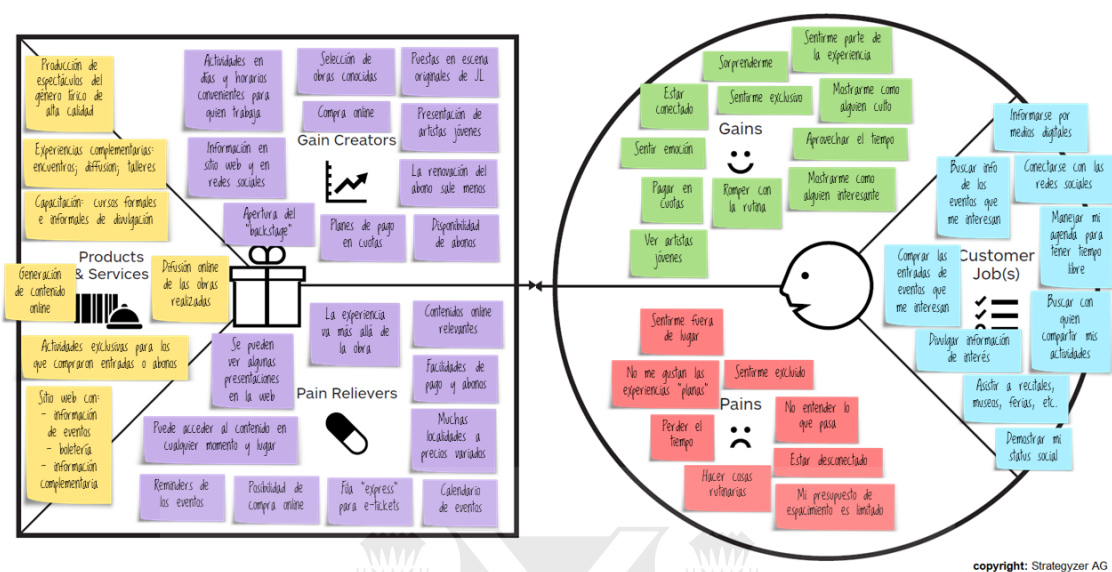 Producción de
espectáculos del
género lírico de
alta calidad
Experiencias complementarias:
encuentros; diffusion; talleres
Capacitación: cursos formales
e informales de divulgación
Products
& Services
Generación
de contenido
online
Difusión online
de las obras
realizadas
Actividades exclusivas para los
que compraron entradas o abonos
Sitio web con:
- información
de eventos
- boletería
- información
complementaria
Actividades en
días y horarios
convenientes para
quien trabaja
Selección de
obras conocidas
Puestas en escena
originales de JL
Compra online
Presentación de
artistas jóvenes
Gain Creators
Información en
sitio web y en
redes sociales
La renovación del
abono sale menos
Apertura del
"backstage"
Planes de pago
en cuotas
Disponibilidad
de abonos
La experiencia
va más allá de
la obra
Contenidos online
relevantes
Se pueden
ver algunas
presentaciones
en la web
Facilidades de
pago y abonos
Pain Relievers
Puede acceder al contenido en
cualquier momento y lugar
Muchas
localidades a
precios variados
Reminders de
los eventos
Posibilidad de
compra online
Fila "express"
para e-tickets
Calendario
de eventos
Sentirme parte de
la experiencia
Sorprenderme
Estar
conectado
Sentirme exclusivo
Mostrarme como
alguien culto
Gains
Sentir emoción
Aprovechar el tiempo
Pagar en
cuotas
Romper con
la rutina
Mostrarme como
alguien interesante
Ver artistas
jóvenes
Informarse por
medios digitales
Buscar info
de los
eventos que
me interesan
Conectarse con las
redes sociales
Manejar mi
agenda para
tener tiempo
libre
Comprar las
entradas de
eventos que
me interesan
Customer
Job(s)
Buscar con
quien
compartir mis
actividades
Divulgar información
de interés
Asistir a recitales,
museos, ferias, etc.
Demostrar mi
status social
Sentirme fuera
de lugar
No me gustan las
experiencias "planas"
Sentirme excluido
Pains
Perder el
tiempo
No entender lo
que pasa
Estar desconectado
Hacer cosas
rutinarias
Mi presupuesto de
espacimiento es limitado
copyright: Strategyzer AG